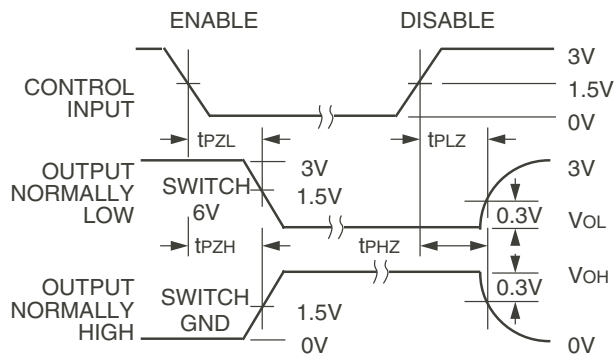 ENABLE DISABLE
3V
CONTROL INPUT 1.5V
0V
tPZL tPLZ
OUTPUT NORMALLY LOW
3V 3V
SWITCH 6V 1.5V
0.3V VOL
tPZH tPHZ
VOH
OUTPUT NORMALLY HIGH
SWITCH GND 0.3V
1.5V
0V 0V